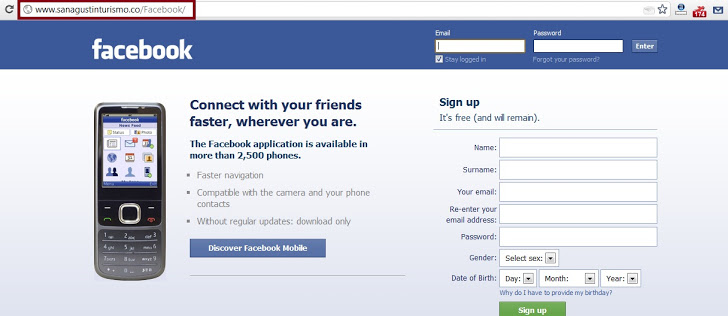 www.sanagustinturismo.co/Facebook/
174
facebook
Email
Password
Stay logged in
Forgot your password?
Enter
Connect with your friends
faster, wherever you are.
The Facebook application is available in
more than 2,500 phones.
Faster navigation
Compatible with the camera and your phone
contacts
Without regular updates: download only
Discover Facebook Mobile
Sign up
It's free (and will remain).
Name:
Surname:
Your email:
Re-enter your
email address:
Password:
Gender:
Select sex:
Date of Birth:
Day:
Month:
Year:
Why do I have to provide my birthday?
Sign up
facebook